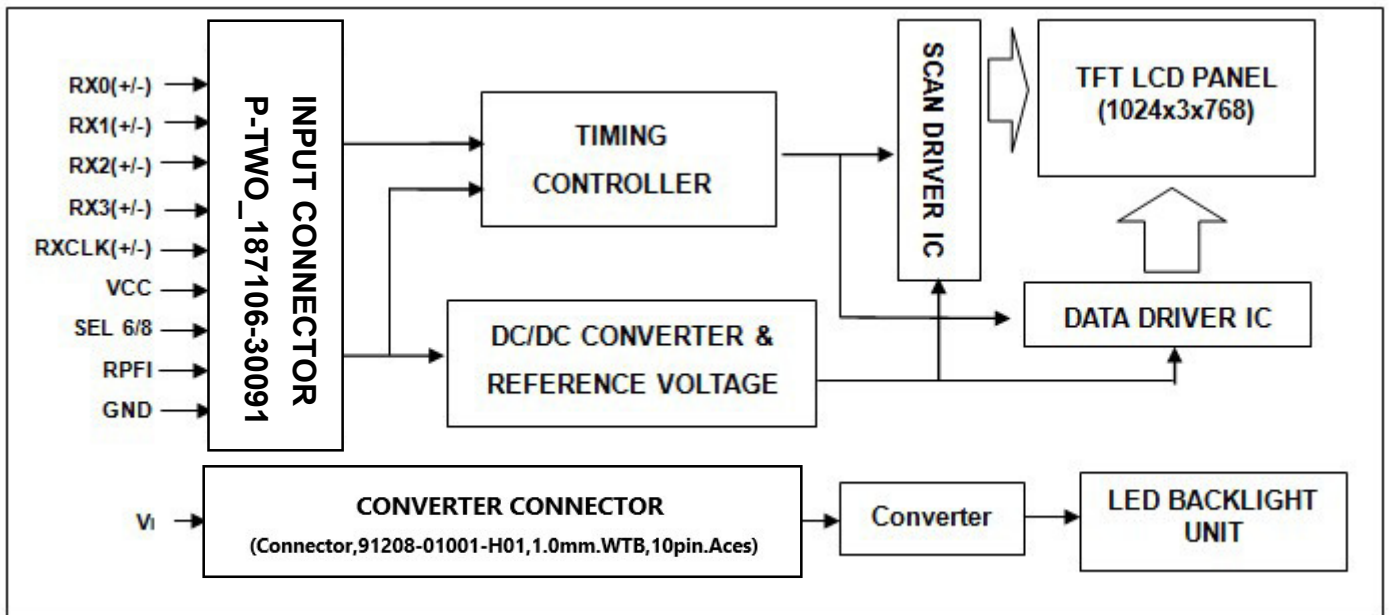 RX0(+/-)
RX1(+/-)
RX2(+/-)
RX3(+/-)
RXCLK(+/-)
VCC
SEL 6/8
RPFI
GND
INPUT CONNECTOR
P-TWO_187106-30091
TIMING
CONTROLLER
DC/DC CONVERTER &
REFERENCE VOLTAGE
SCAN DRIVER IC
TFT LCD PANEL
(1024x3x768)
DATA DRIVER IC
VI
CONVERTER CONNECTOR
(Connector,91208-01001-H01,1.0mm.WTB,10pin.Aces)
Converter
LED BACKLIGHT
UNIT